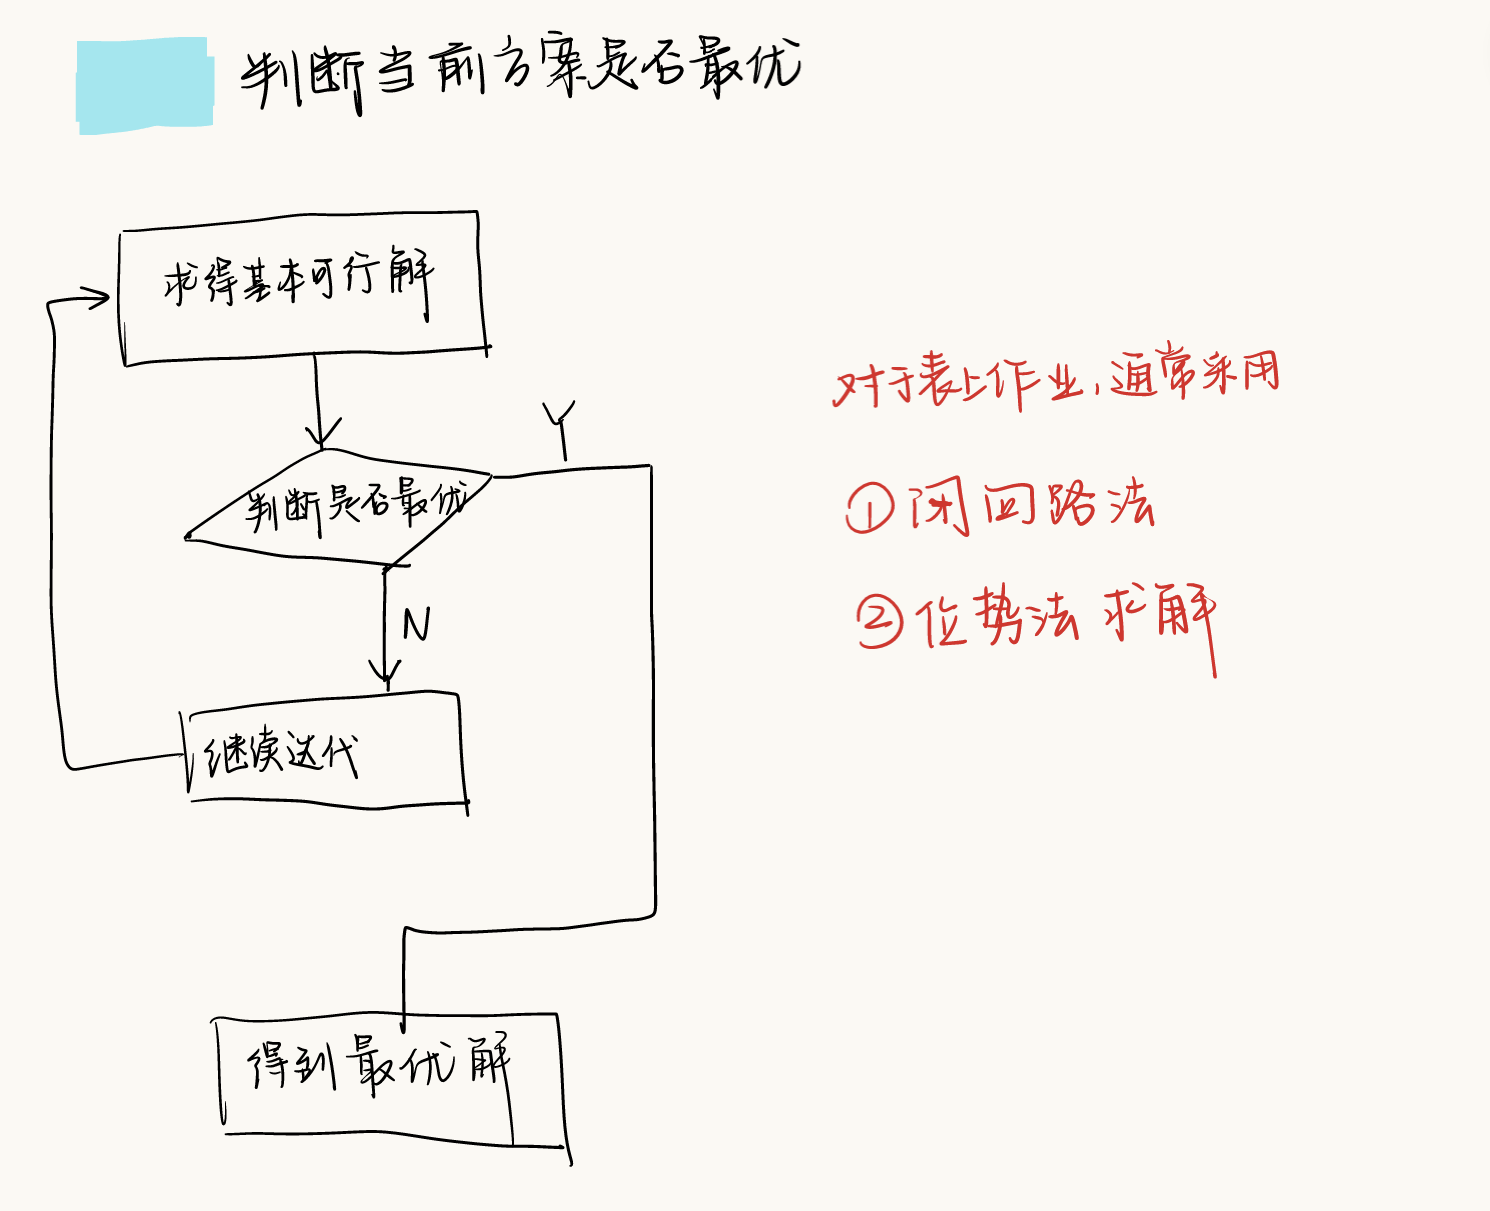 判断当前方案是否最优
求得基本可行解
Y
判断是否最优
N
继续迭代
得到最优解
对于表上作业，通常采用
①闭回路法
②位势法求解